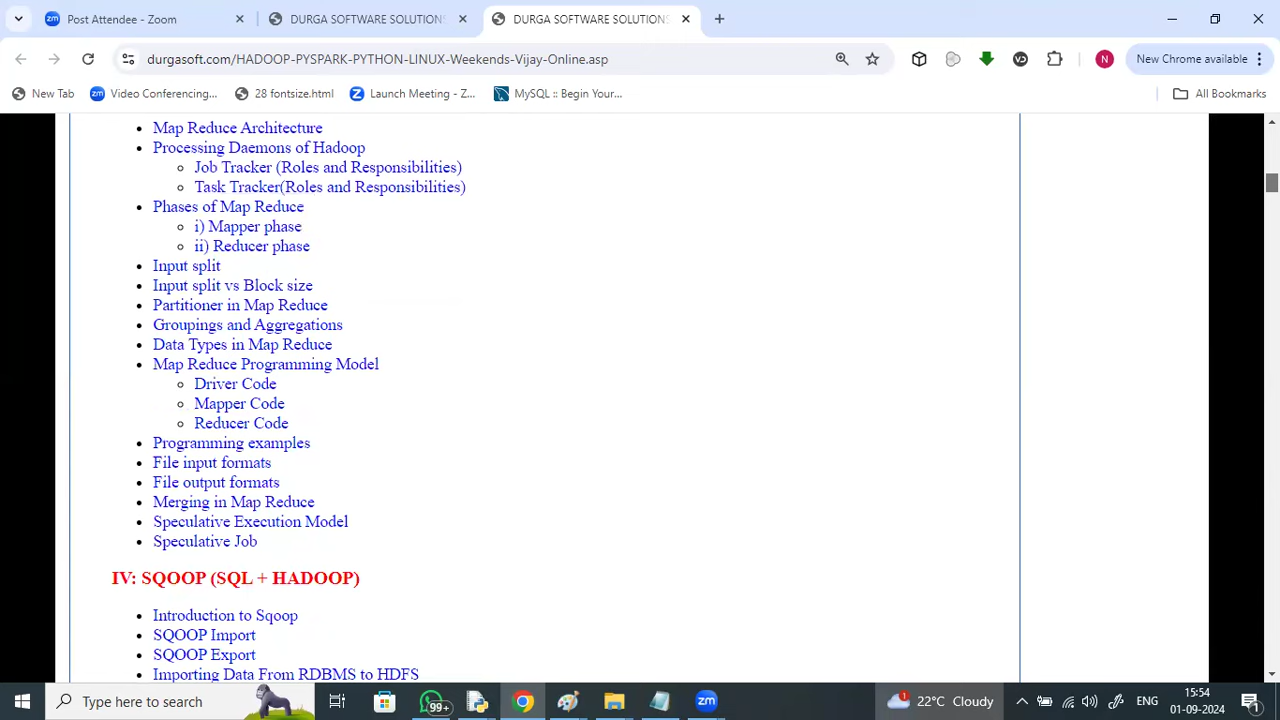 Post Attendee - Zoom
DURGA SOFTWARE SOLUTIONS
DURGA SOFTWARE SOLUTIONS
durgasoft.com/HADOOP-PYSPARK-PYTHON-LINUX-Weekends-Vijay-Online.asp
N
New Chrome available
New Tab
Video Conferencing...
28 fontsize.html
Launch Meeting - Z...
MySQL :: Begin Your...
All Bookmarks
Map Reduce Architecture
Processing Daemons of Hadoop
Job Tracker (Roles and Responsibilities)
Task Tracker(Roles and Responsibilities)
Phases of Map Reduce
i) Mapper phase
ii) Reducer phase
Input split
Input split vs Block size
Partitioner in Map Reduce
Groupings and Aggregations
Data Types in Map Reduce
Map Reduce Programming Model
Driver Code
Mapper Code
Reducer Code
Programming examples
File input formats
File output formats
Merging in Map Reduce
Speculative Execution Model
Speculative Job
IV: SQOOP (SQL + HADOOP)
Introduction to Sqoop
SQOOP Import
SQOOP Export
Importing Data From RDBMS to HDFS
Type here to search
99+
zm
1
22°C Cloudy
ENG
15:54
01-09-2024
1